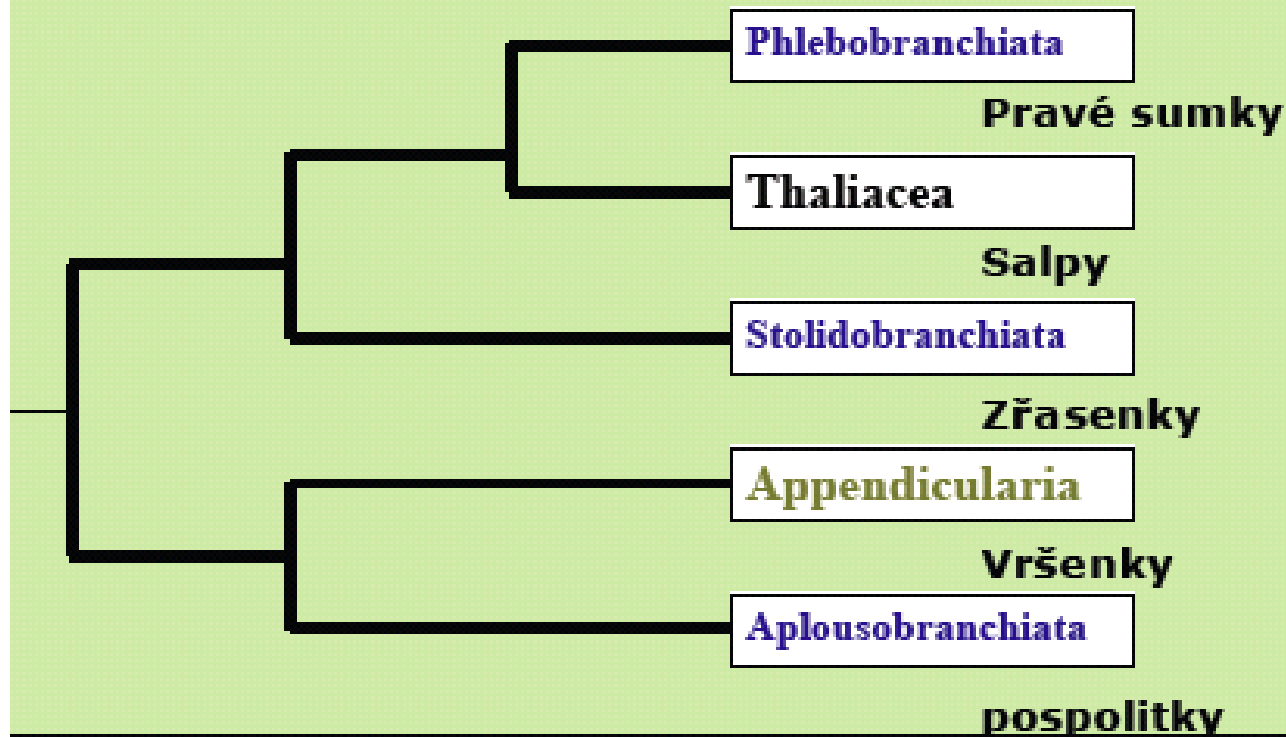 Phlebobranchiata
Pravé sumky
Thaliacea
Salpy
Stolidobranchiata
Zřasenky
Appendicularia
Vršenky
Aplousobranchiata
pospolitky